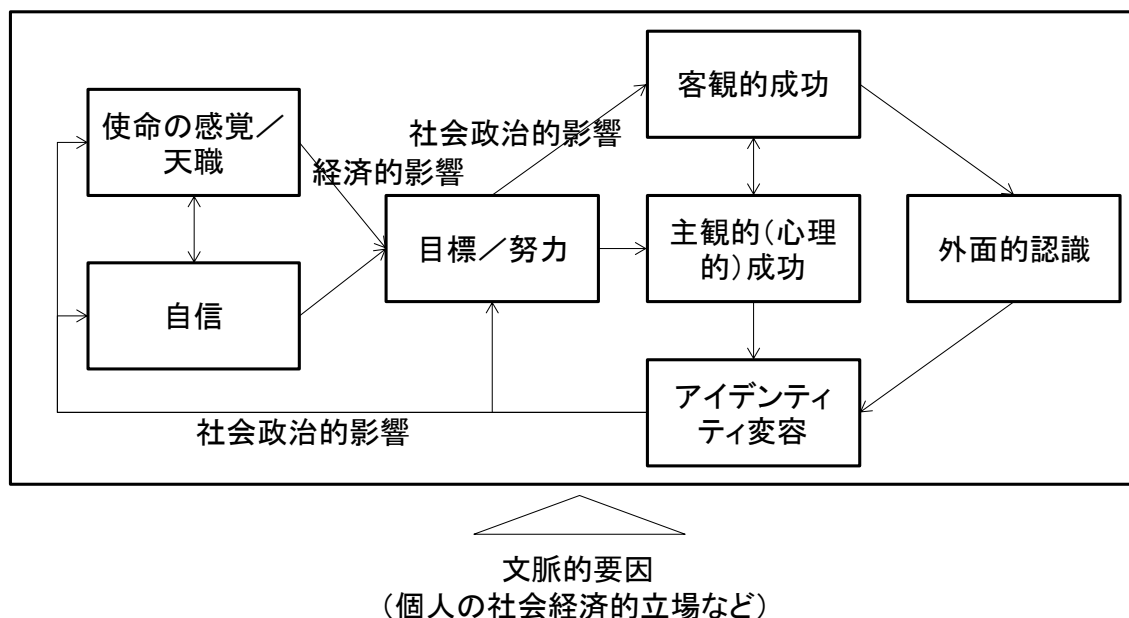 客観的成功
使命の感覚／
天職
社会政治的影響
経済的影響
目標／努力
主観的（心理
的）成功
外面的認識
自信
アイデンティ
ティ変容
社会政治的影響
文脈的要因
（個人の社会経済的立場など）